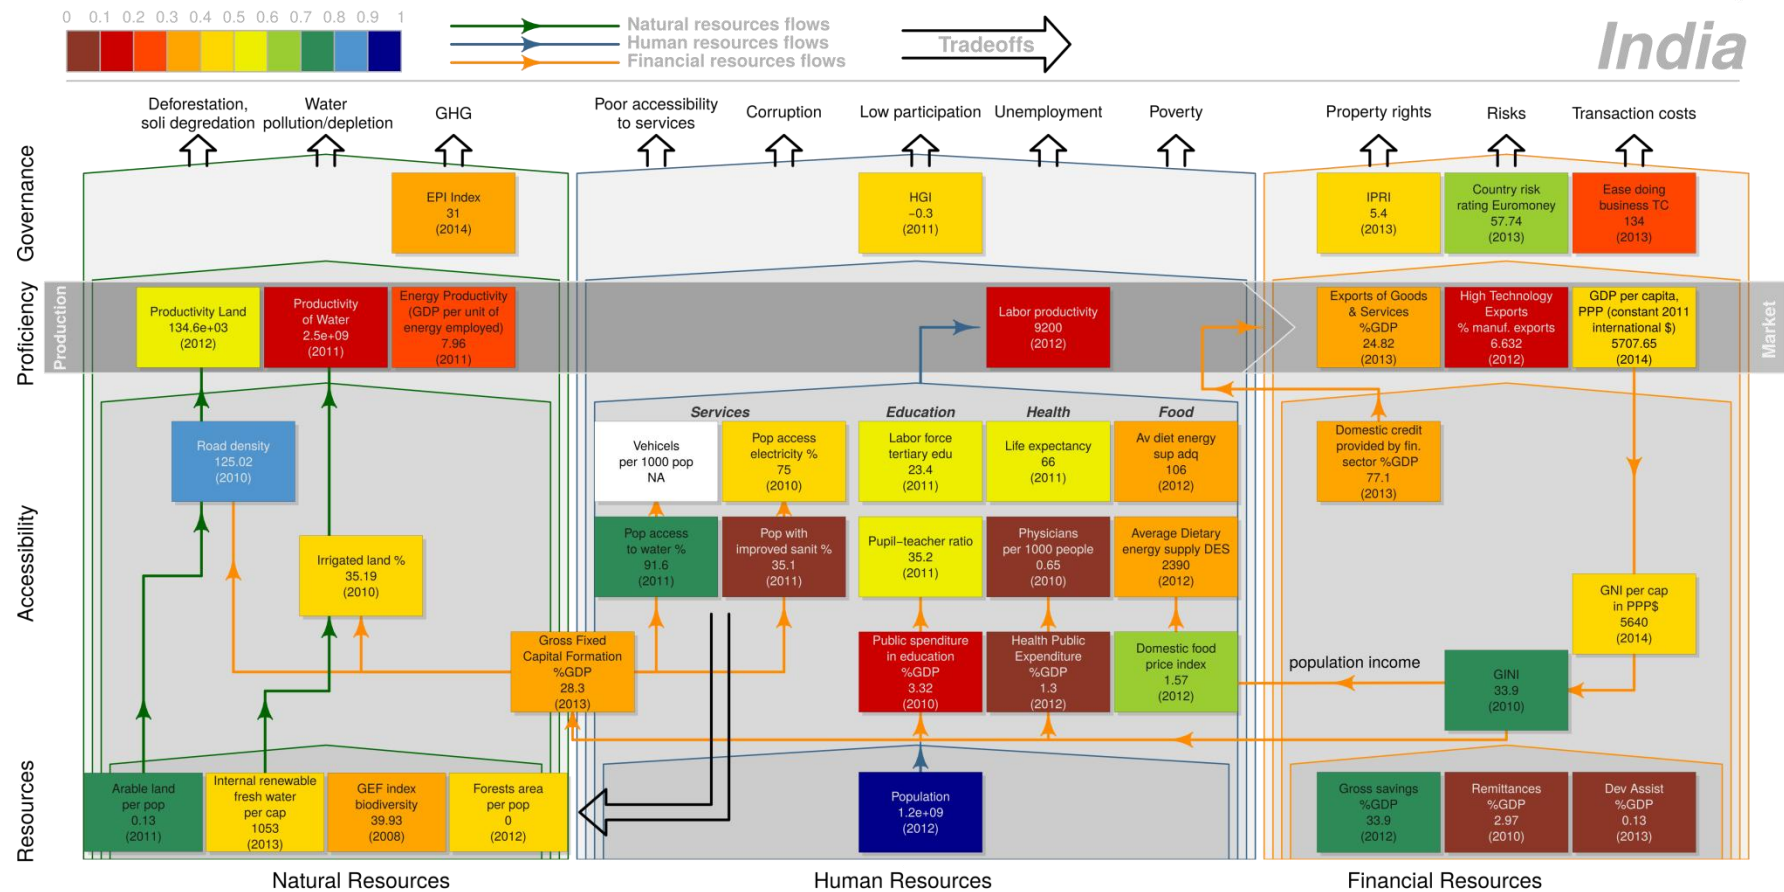 0 0.1 0.2 0.3 0.4 0.5 0.6 0.7 0.8 0.9 1
Natural resources flows
Human resources flows
Financial resources flows
Tradeoffs
India
Deforestation,
soli degredation
Water
pollution/depletion
GHG
Poor accessibility
to services
Corruption
Low participation
Unemployment
Poverty
Property rights
Risks
Transaction costs
Governance
EPI Index
31
(2014)
HGI
−0.3
(2011)
IPRI
5.4
(2013)
Country risk
rating Euromoney
57.74
(2013)
Ease doing
business TC
134
(2013)
Proficiency
Production
Productivity Land
134.6e+03
(2012)
Productivity
of Water
2.5e+09
(2011)
Energy Productivity
(GDP per unit of
energy employed)
7.96
(2011)
Labor productivity
9200
(2012)
Exports of Goods
& Services
%GDP
24.82
(2013)
High Technology
Exports
% manuf. exports
6.632
(2012)
GDP per capita,
PPP (constant 2011
international $)
5707.65
(2014)
Market
Accessibility
Services
Education
Health
Food
Road density
125.02
(2010)
Vehicels
per 1000 pop
NA
Pop access
electricity %
75
(2010)
Labor force
tertiary edu
23.4
(2011)
Life expectancy
66
(2011)
Av diet energy
sup adq
106
(2012)
Domestic credit
provided by fin.
sector %GDP
77.1
(2013)
Irrigated land %
35.19
(2010)
Pop access
to water %
91.6
(2011)
Pop with
improved sanit %
35.1
(2011)
Pupil−teacher ratio
35.2
(2011)
Physicians
per 1000 people
0.65
(2010)
Average Dietary
energy supply DES
2390
(2012)
GNI per cap
in PPP$
5640
(2014)
Gross Fixed
Capital Formation
%GDP
28.3
(2013)
Public spenditure
in education
%GDP
3.32
(2010)
Health Public
Expenditure
%GDP
1.3
(2012)
Domestic food
price index
1.57
(2012)
population income
GINI
33.9
(2010)
Resources
Arable land
per pop
0.13
(2011)
Internal renewable
fresh water
per cap
1053
(2013)
GEF index
biodiversity
39.93
(2008)
Forests area
per pop
0
(2012)
Population
1.2e+09
(2012)
Gross savings
%GDP
33.9
(2012)
Remittances
%GDP
2.97
(2010)
Dev Assist
%GDP
0.13
(2013)
Natural Resources
Human Resources
Financial Resources